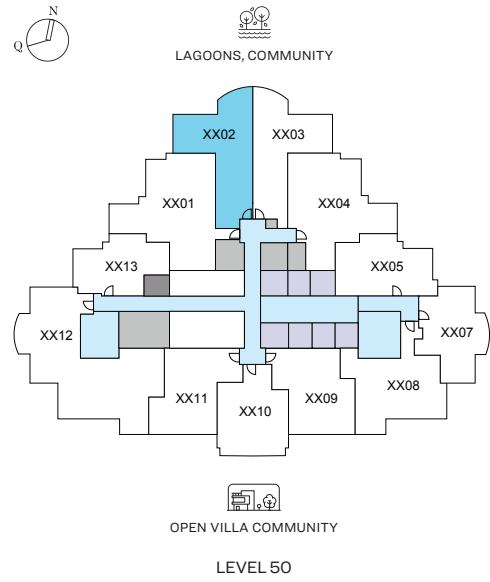 N
Q
LAGOONS, COMMUNITY
XX02
XX03
XX01
XX04
XX13
XX05
XX12
XX07
XX08
XX11
XX09
XX10
OPEN VILLA COMMUNITY
LEVEL 50